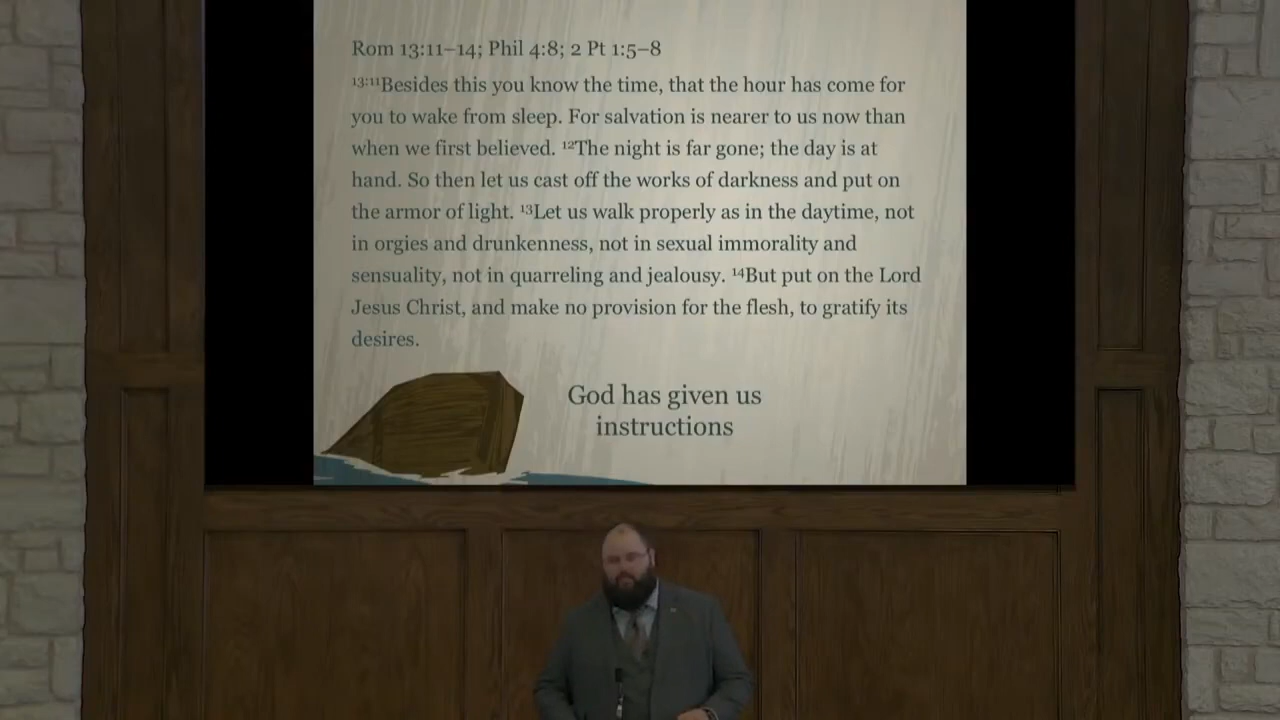 Rom 13:11–14; Phil 4:8; 2 Pt 1:5–8
13:11Besides this you know the time, that the hour has come for
you to wake from sleep. For salvation is nearer to us now than
when we first believed. 12The night is far gone; the day is at
hand. So then let us cast off the works of darkness and put on
the armor of light. 13Let us walk properly as in the daytime, not
in orgies and drunkenness, not in sexual immorality and
sensuality, not in quarreling and jealousy. 14But put on the Lord
Jesus Christ, and make no provision for the flesh, to gratify its
desires.
God has given us
instructions